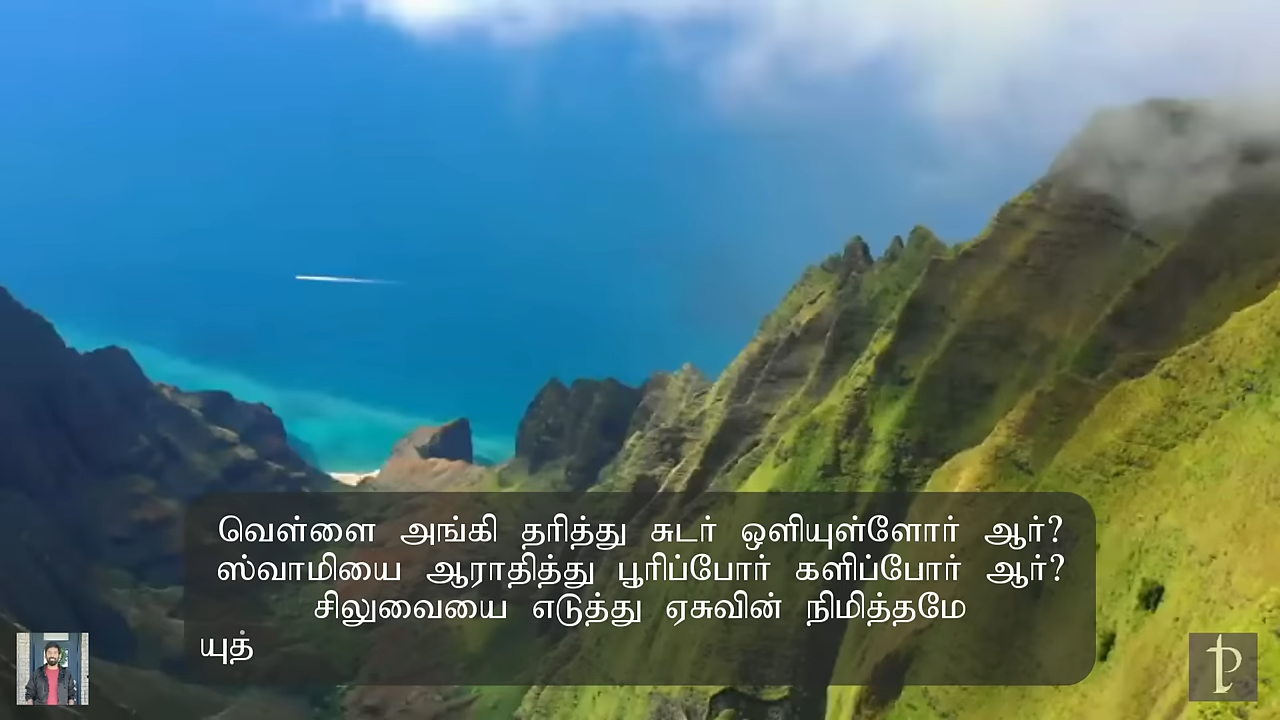 வெள்ளை அங்கி தரித்து சுடர் ஒளியுள்ளோர் ஆர்?
ஸ்வாமியை ஆராதித்து பூரிப்போர் களிப்போர் ஆர்?
சிலுவையை எடுத்து ஏசுவின் நிமித்தமே
யுத்